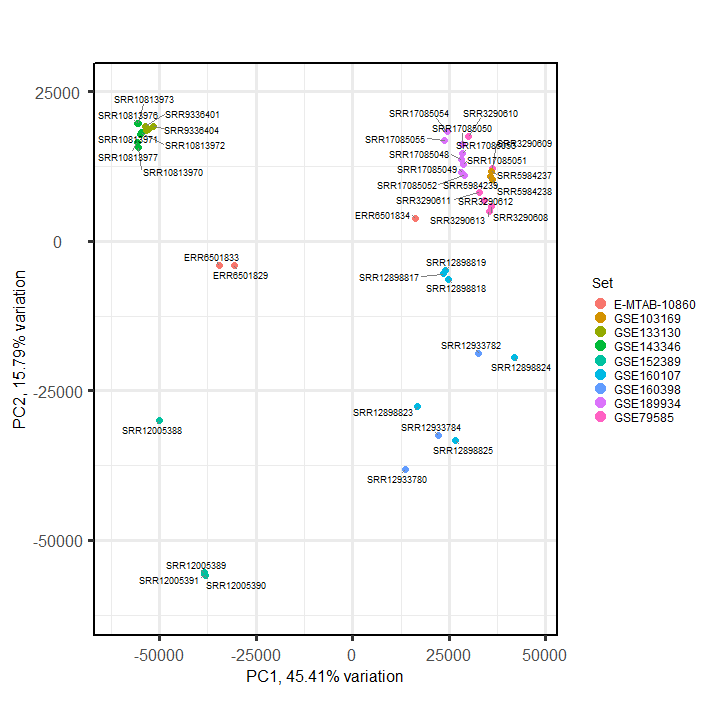 25000
0
-25000
-50000
PC2, 15.79% variation
SRR10813973
SRR10813976
SRR9336401
SRR9336404
SRR10813971
SRR10813972
SRR10813977
SRR10813970
SRR17085054
SRR3290610
SRR17085050
SRR17085055
SRR3290609
SRR17085048
SRR17085051
SRR17085049
SRR5984237
SRR17085052
SRR5984239
SRR5984238
SRR3290611
SRR3290612
ERR6501834
SRR3290613
SRR3290608
ERR6501833
ERR6501829
SRR12898819
SRR12898817
SRR12898818
SRR12933782
SRR12898824
SRR12898823
SRR12933784
SRR12898825
SRR12933780
SRR12005388
SRR12005389
SRR12005391
SRR12005390
-50000
-25000
0
25000
50000
PC1, 45.41% variation
Set
E-MTAB-10860
GSE103169
GSE133130
GSE143346
GSE152389
GSE160107
GSE160398
GSE189934
GSE79585